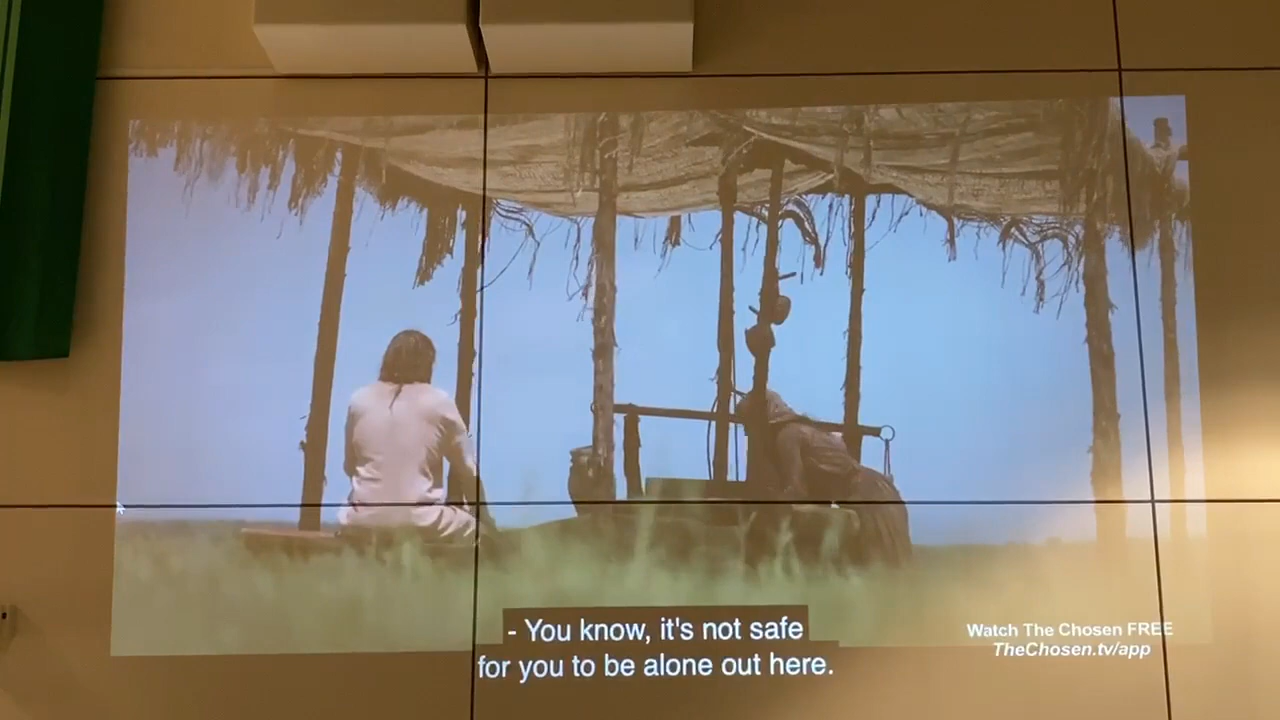 - You know, it's not safe
for you to be alone out here.
Watch The Chosen FREE
TheChosen.tv/app